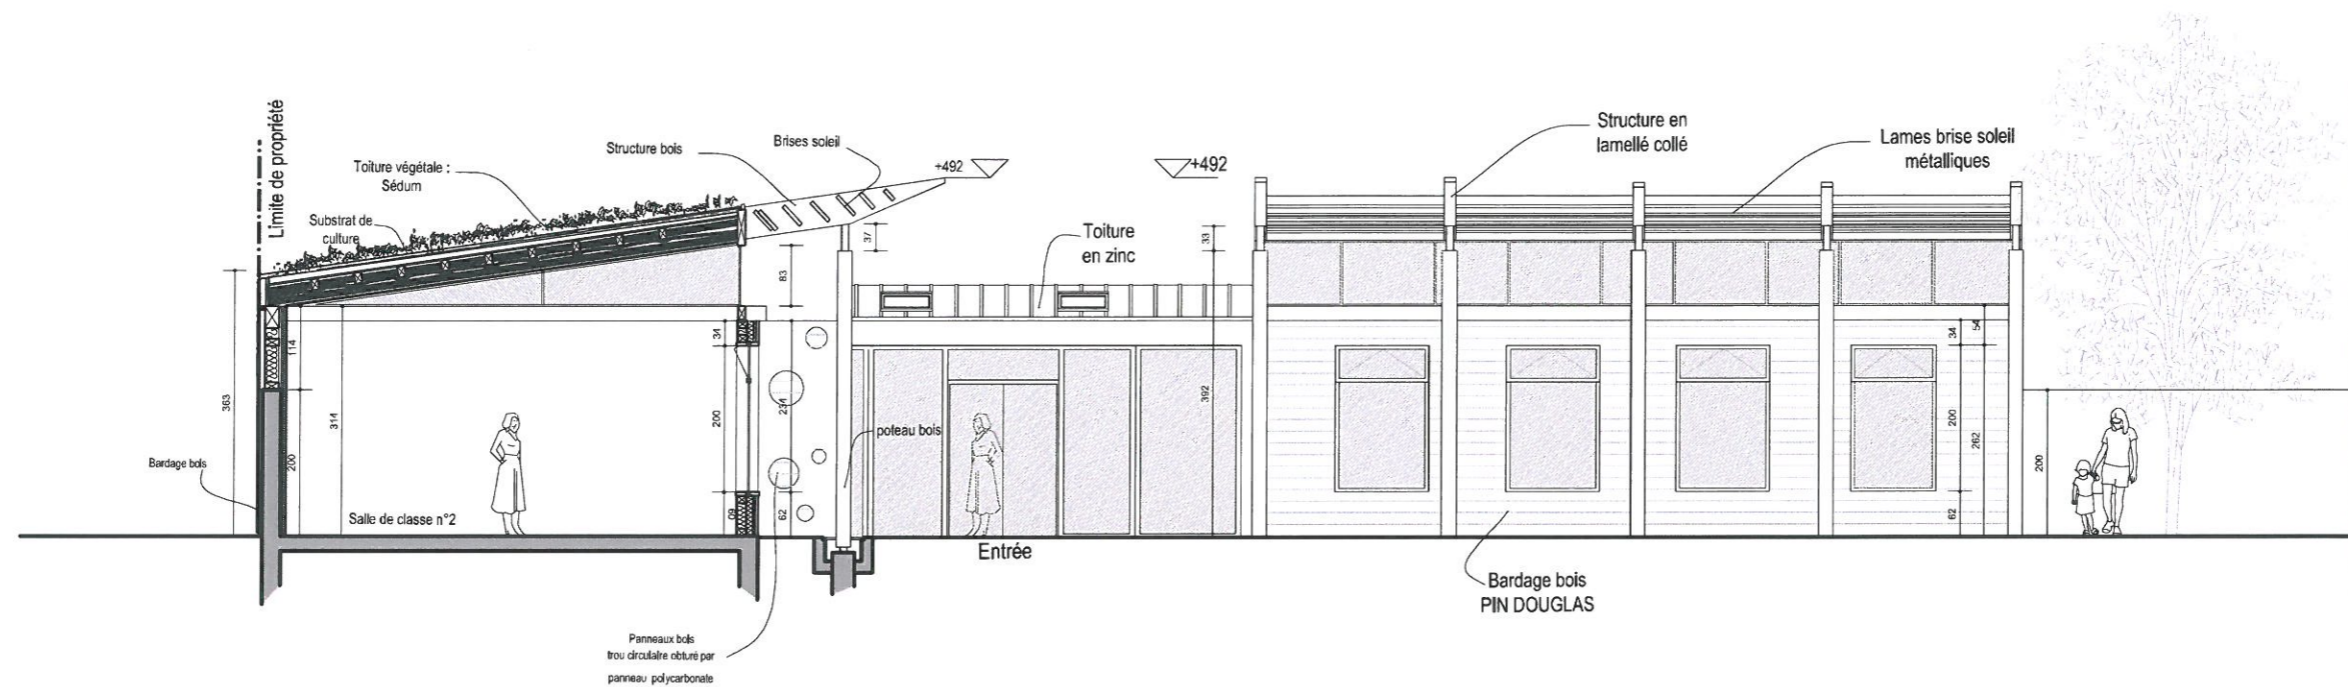 Limite de propriété
Toiture végétale :
Sédum
Substrat de
culture
Structure bois
Brises soleil
+492
+492
Structure en
lamellé collé
Lames brise soleil
métalliques
Toiture
en zinc
37
33
83
363
114
314
200
34
200
60
234
62
392
34
54
200
262
62
200
Bardage bois
Salle de classe n°2
poteau bois
Entrée
Bardage bois
PIN DOUGLAS
Panneaux bois
trou circulaire obturé par
panneau polycarbonate